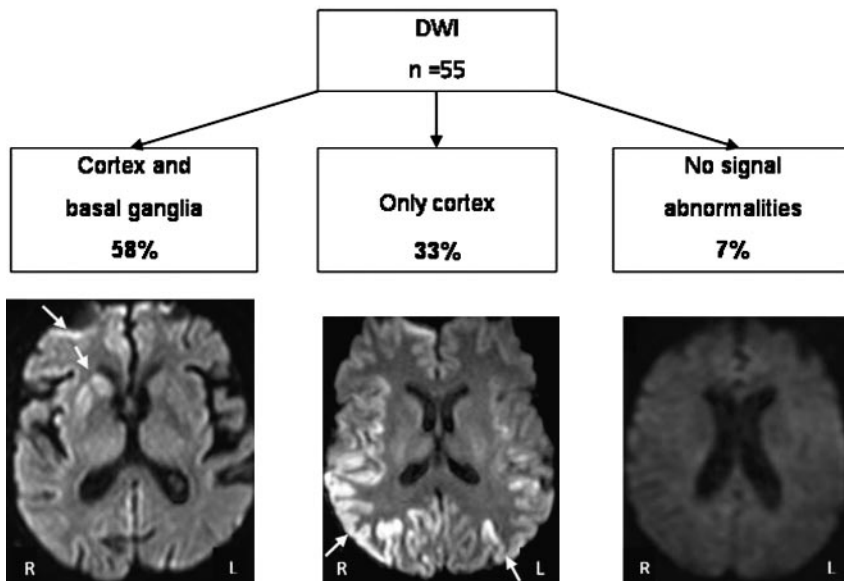 DWI
n =55
Cortex and
basal ganglia
58%
Only cortex
33%
No signal
abnormalities
7%
R
L
R
L
R
L